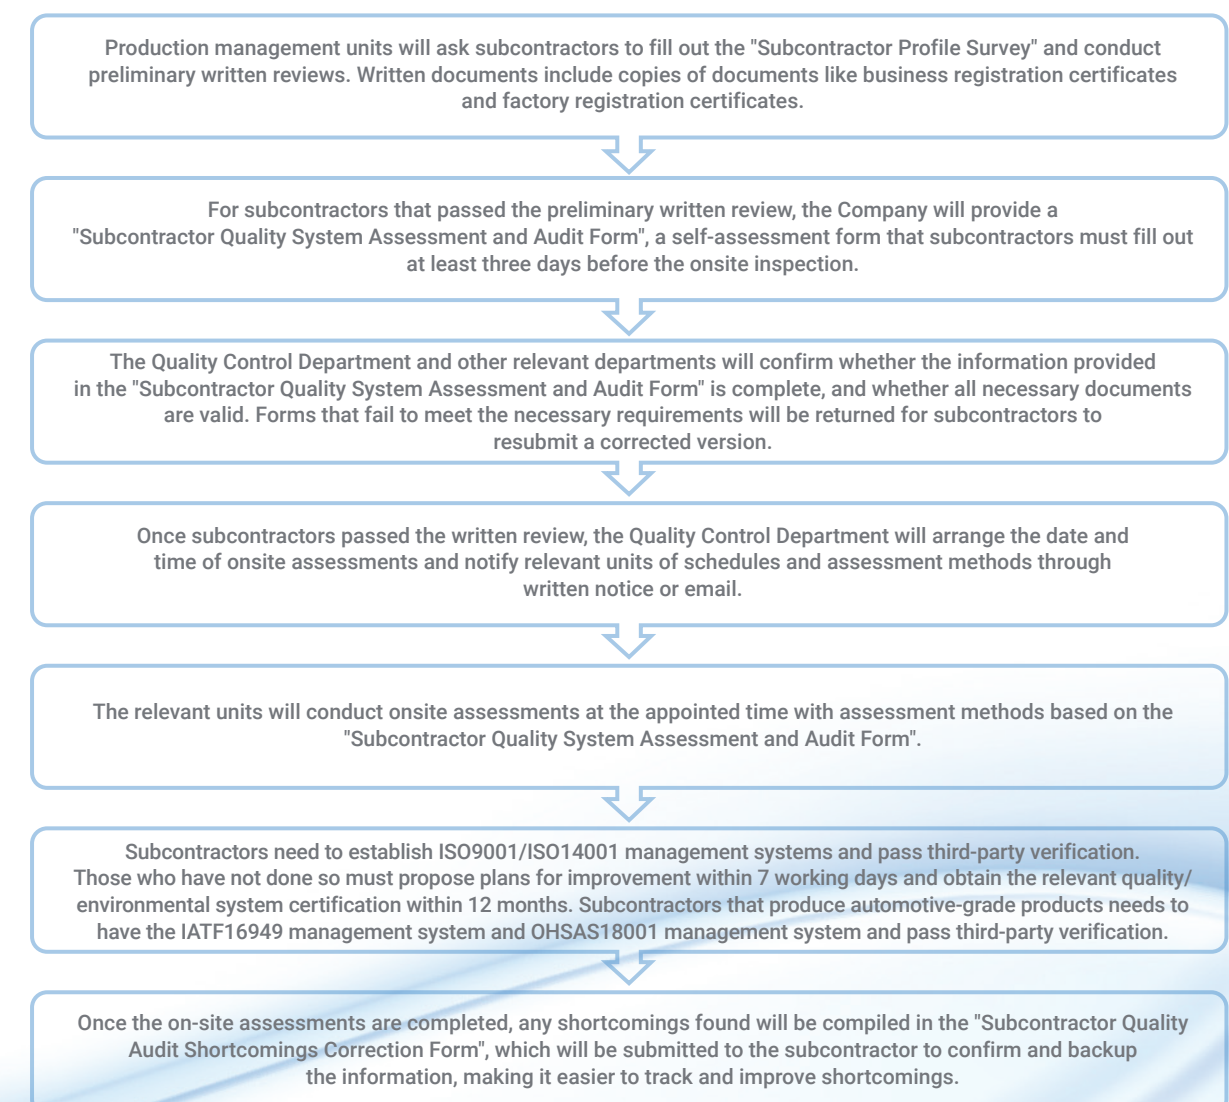 Production management units will ask subcontractors to fill out the "Subcontractor Profile Survey" and conduct
preliminary written reviews. Written documents include copies of documents like business registration certificates
and factory registration certificates.
For subcontractors that passed the preliminary written review, the Company will provide a
"Subcontractor Quality System Assessment and Audit Form", a self-assessment form that subcontractors must fill out
at least three days before the onsite inspection.
The Quality Control Department and other relevant departments will confirm whether the information provided
in the "Subcontractor Quality System Assessment and Audit Form" is complete, and whether all necessary documents
are valid. Forms that fail to meet the necessary requirements will be returned for subcontractors to
resubmit a corrected version.
Once subcontractors passed the written review, the Quality Control Department will arrange the date and
time of onsite assessments and notify relevant units of schedules and assessment methods through
written notice or email.
The relevant units will conduct onsite assessments at the appointed time with assessment methods based on the
"Subcontractor Quality System Assessment and Audit Form".
Subcontractors need to establish ISO9001/ISO14001 management systems and pass third-party verification.
Those who have not done so must propose plans for improvement within 7 working days and obtain the relevant quality/
environmental system certification within 12 months. Subcontractors that produce automotive-grade products needs to
have the IATF16949 management system and OHSAS18001 management system and pass third-party verification.
Once the on-site assessments are completed, any shortcomings found will be compiled in the "Subcontractor Quality
Audit Shortcomings Correction Form", which will be submitted to the subcontractor to confirm and backup
the information, making it easier to track and improve shortcomings.